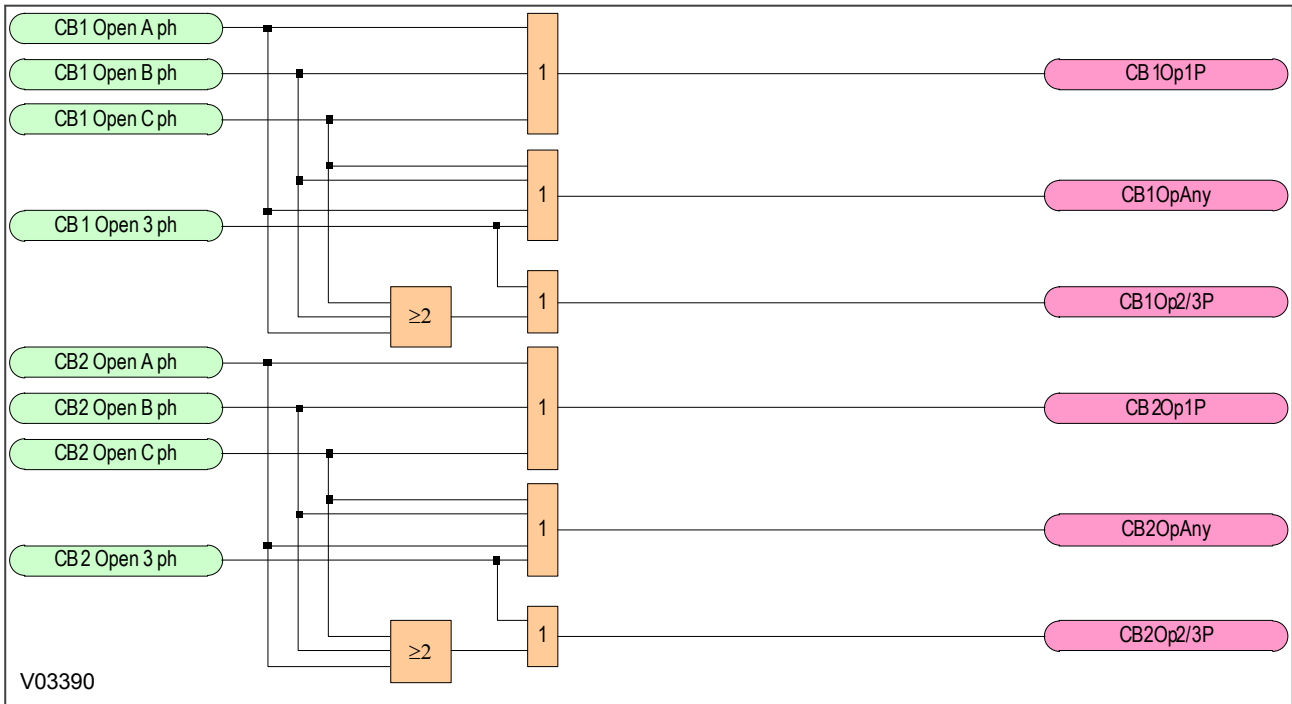 CB1 Open A ph
CB1 Open B ph
1
CB1Op1P
CB1 Open C ph
1
CB1OpAny
CB1 Open 3 ph
1
CB1Op2/3P
≥2
CB2 Open A ph
CB2 Open B ph
1
CB2Op1P
CB2 Open C ph
1
CB2OpAny
CB2 Open 3 ph
1
CB2Op2/3P
≥2
V03390